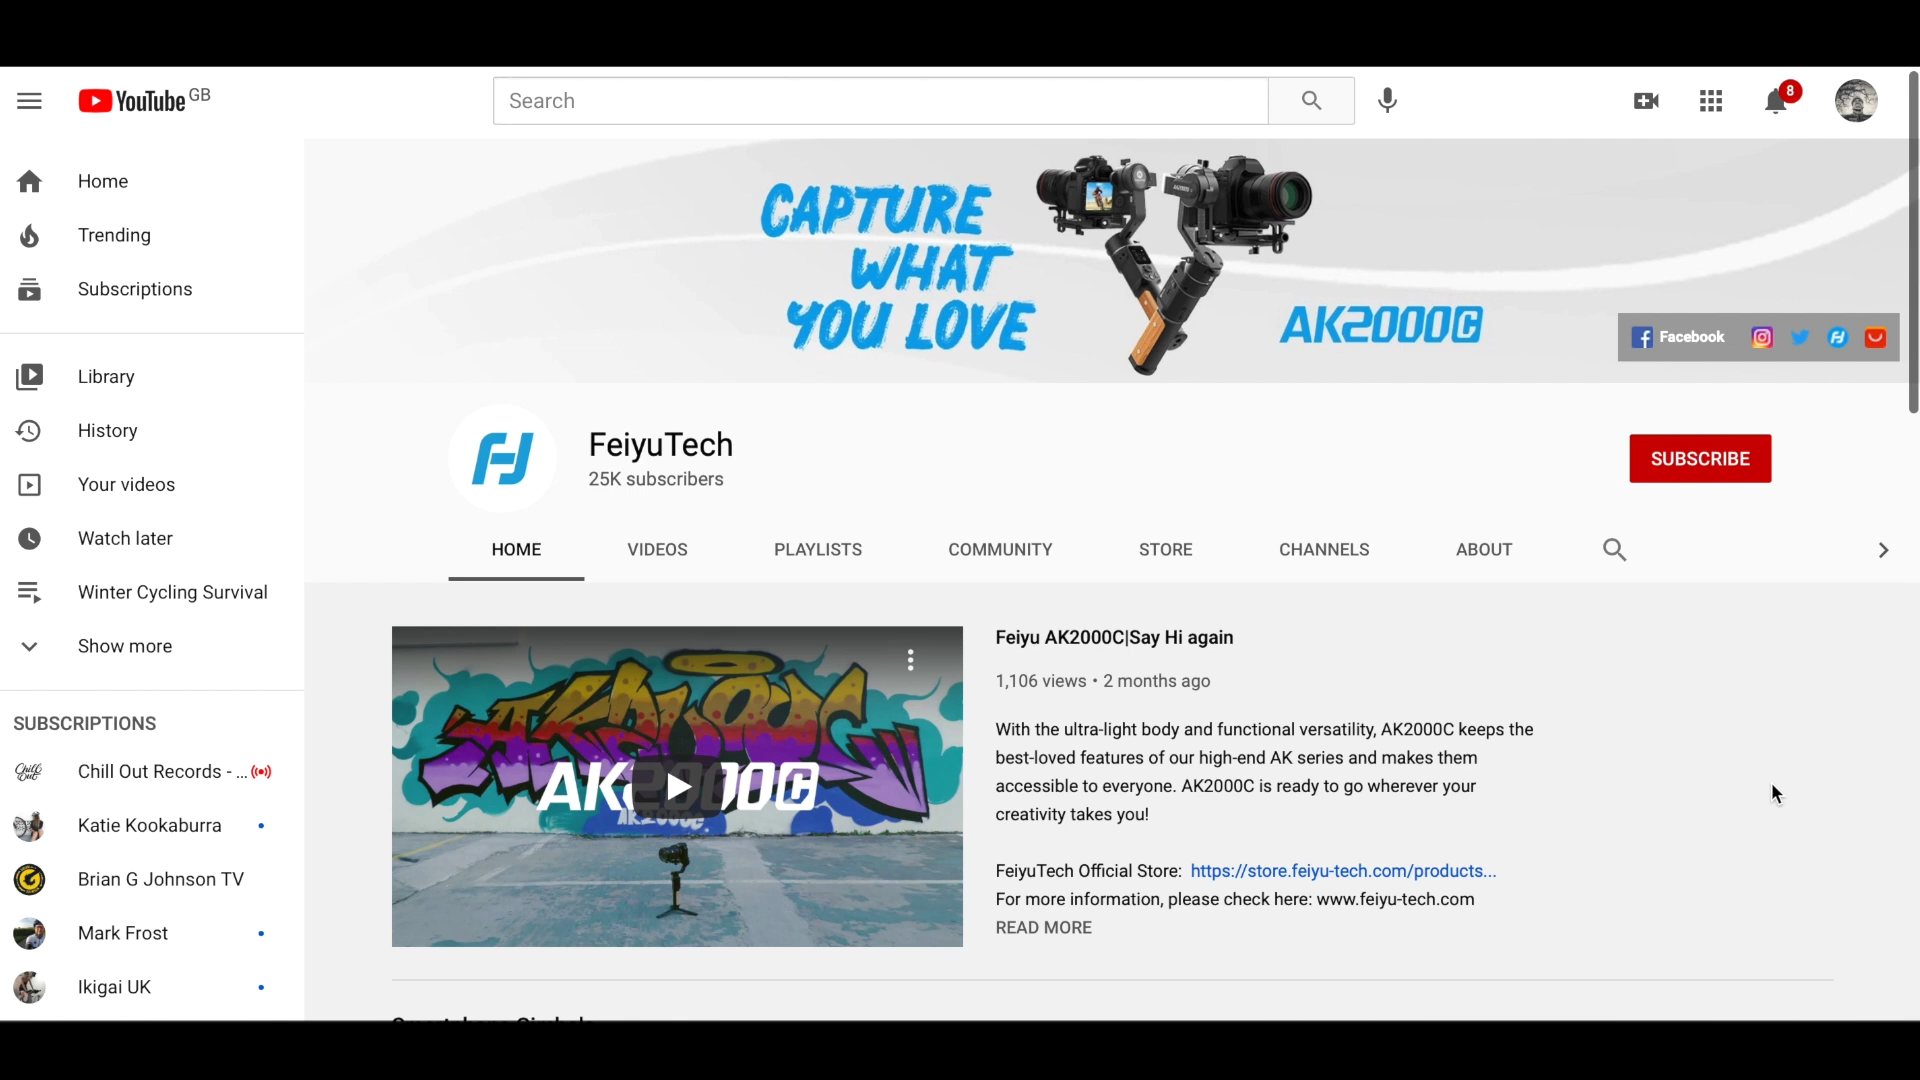 YouTube GB
Search
8
Home
Trending
Subscriptions
Library
History
Your videos
Watch later
Winter Cycling Survival
Show more
SUBSCRIPTIONS
Chill Out Records - ...
Katie Kookaburra
Brian G Johnson TV
Mark Frost
Ikigai UK
CAPTURE
WHAT
YOU LOVE
AK2000C
Facebook
FeiyuTech
25K subscribers
SUBSCRIBE
HOME
VIDEOS
PLAYLISTS
COMMUNITY
STORE
CHANNELS
ABOUT
Feiyu AK2000C|Say Hi again
1,106 views • 2 months ago
With the ultra-light body and functional versatility, AK2000C keeps the
best-loved features of our high-end AK series and makes them
accessible to everyone. AK2000C is ready to go wherever your
creativity takes you!
FeiyuTech Official Store: https://store.feiyu-tech.com/products...
For more information, please check here: www.feiyu-tech.com
READ MORE